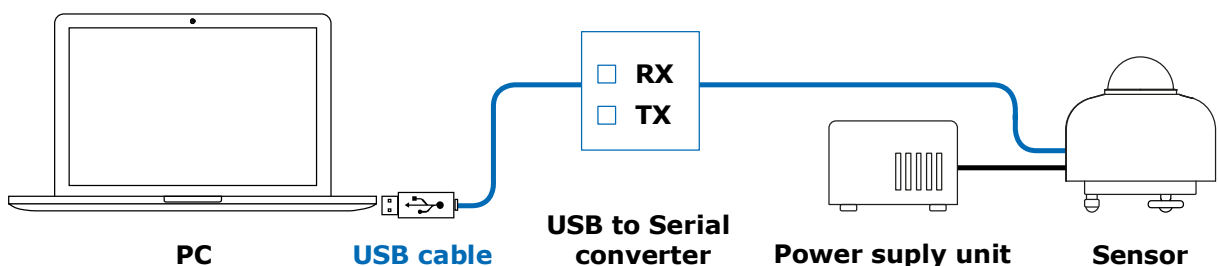 RX
TX
PC
USB cable
USB to Serial
converter
Power suply unit
Sensor